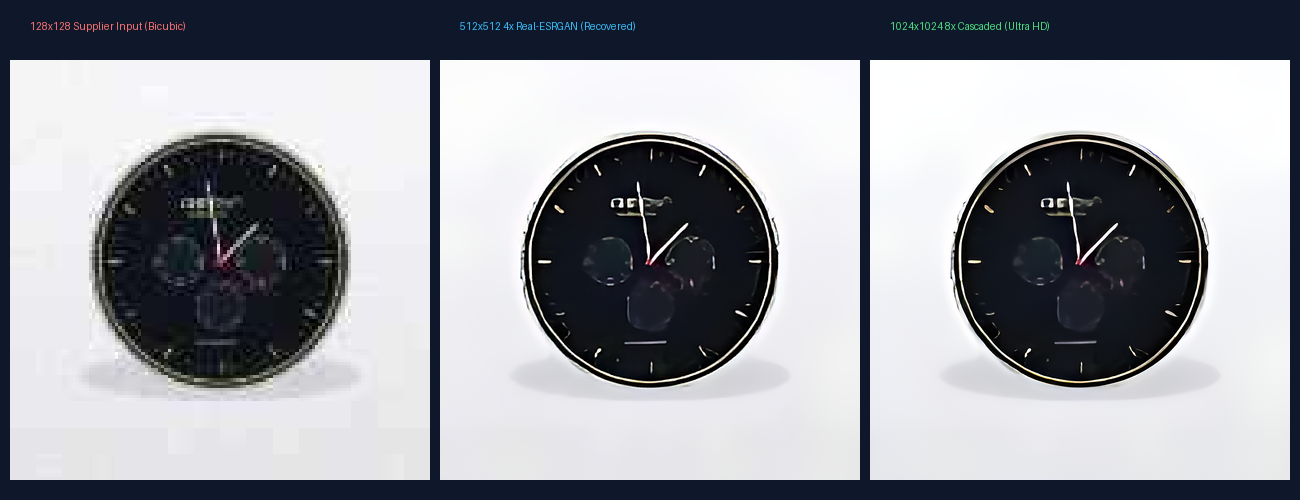 128x128 Supplier Input (Bicubic)
512x512 4x Real-ESRGAN (Recovered)
1024x1024 8x Cascaded (Ultra HD)